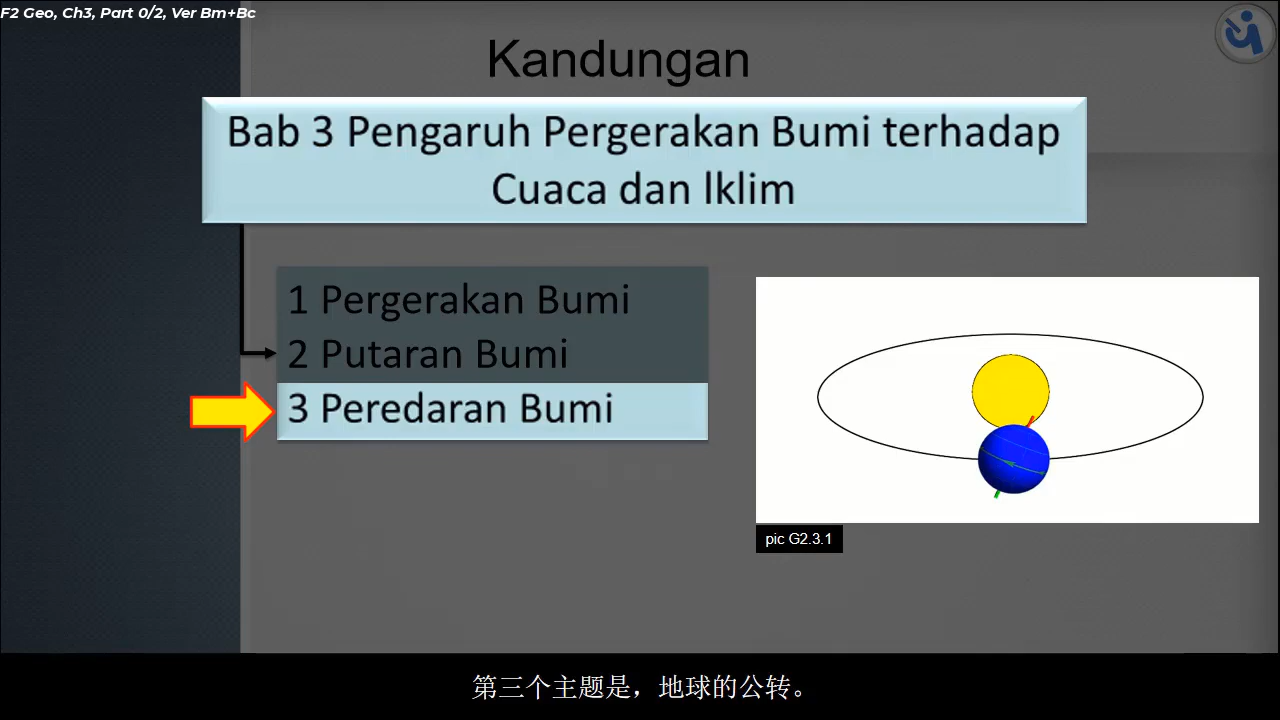 F2 Geo, Ch3, Part 0/2, Ver Bm+Bc
Kandungan
Bab 3 Pengaruh Pergerakan Bumi terhadap
Cuaca dan Iklim
1 Pergerakan Bumi
2 Putaran Bumi
3 Peredaran Bumi
pic G2.3.1
第三个主题是，地球的公转。